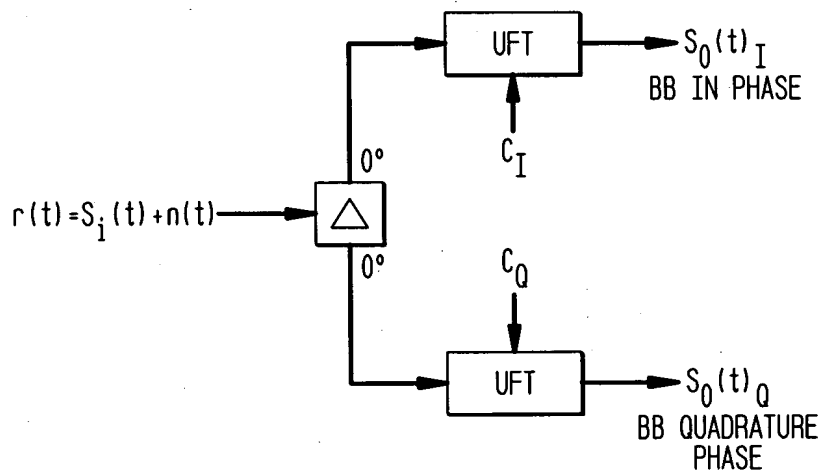 UFT
S0(t)I
BB IN PHASE
CI
0°
r(t)=Si(t)+n(t)
0°
CQ
UFT
S0(t)Q
BB QUADRATURE
PHASE